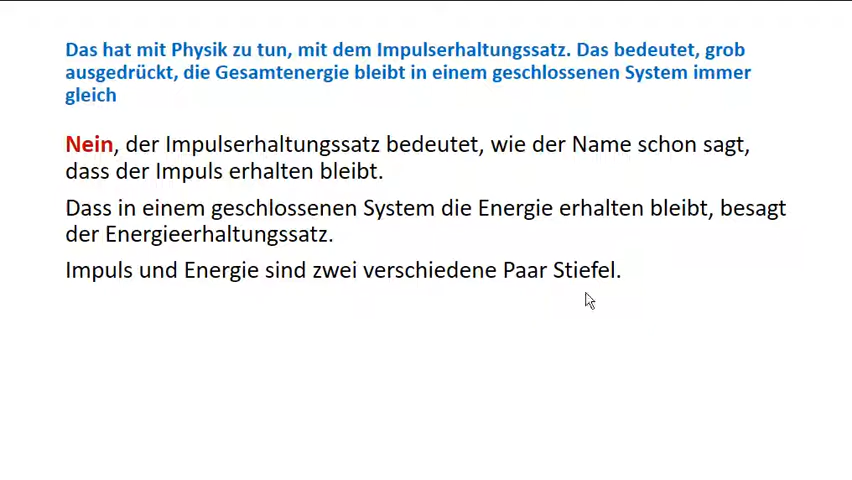 Das hat mit Physik zu tun, mit dem Impulserhaltungssatz. Das bedeutet, grob
ausgedrückt, die Gesamtenergie bleibt in einem geschlossenen System immer
gleich
Nein, der Impulserhaltungssatz bedeutet, wie der Name schon sagt,
dass der Impuls erhalten bleibt.
Dass in einem geschlossenen System die Energie erhalten bleibt, besagt
der Energieerhaltungssatz.
Impuls und Energie sind zwei verschiedene Paar Stiefel.